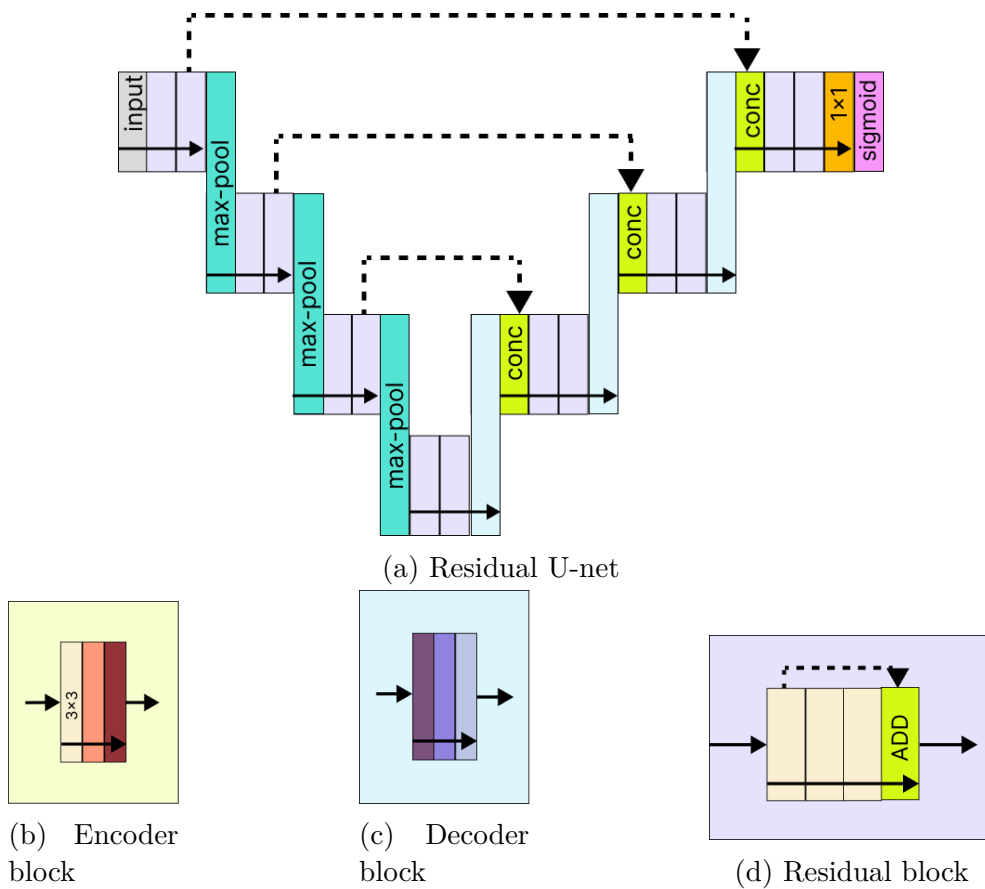 input
max-pool
max-pool
max-pool
conc
conc
conc
1×1
sigmoid
(a) Residual U-net
3×3
(b) Encoder
block
(c) Decoder
block
ADD
(d) Residual block